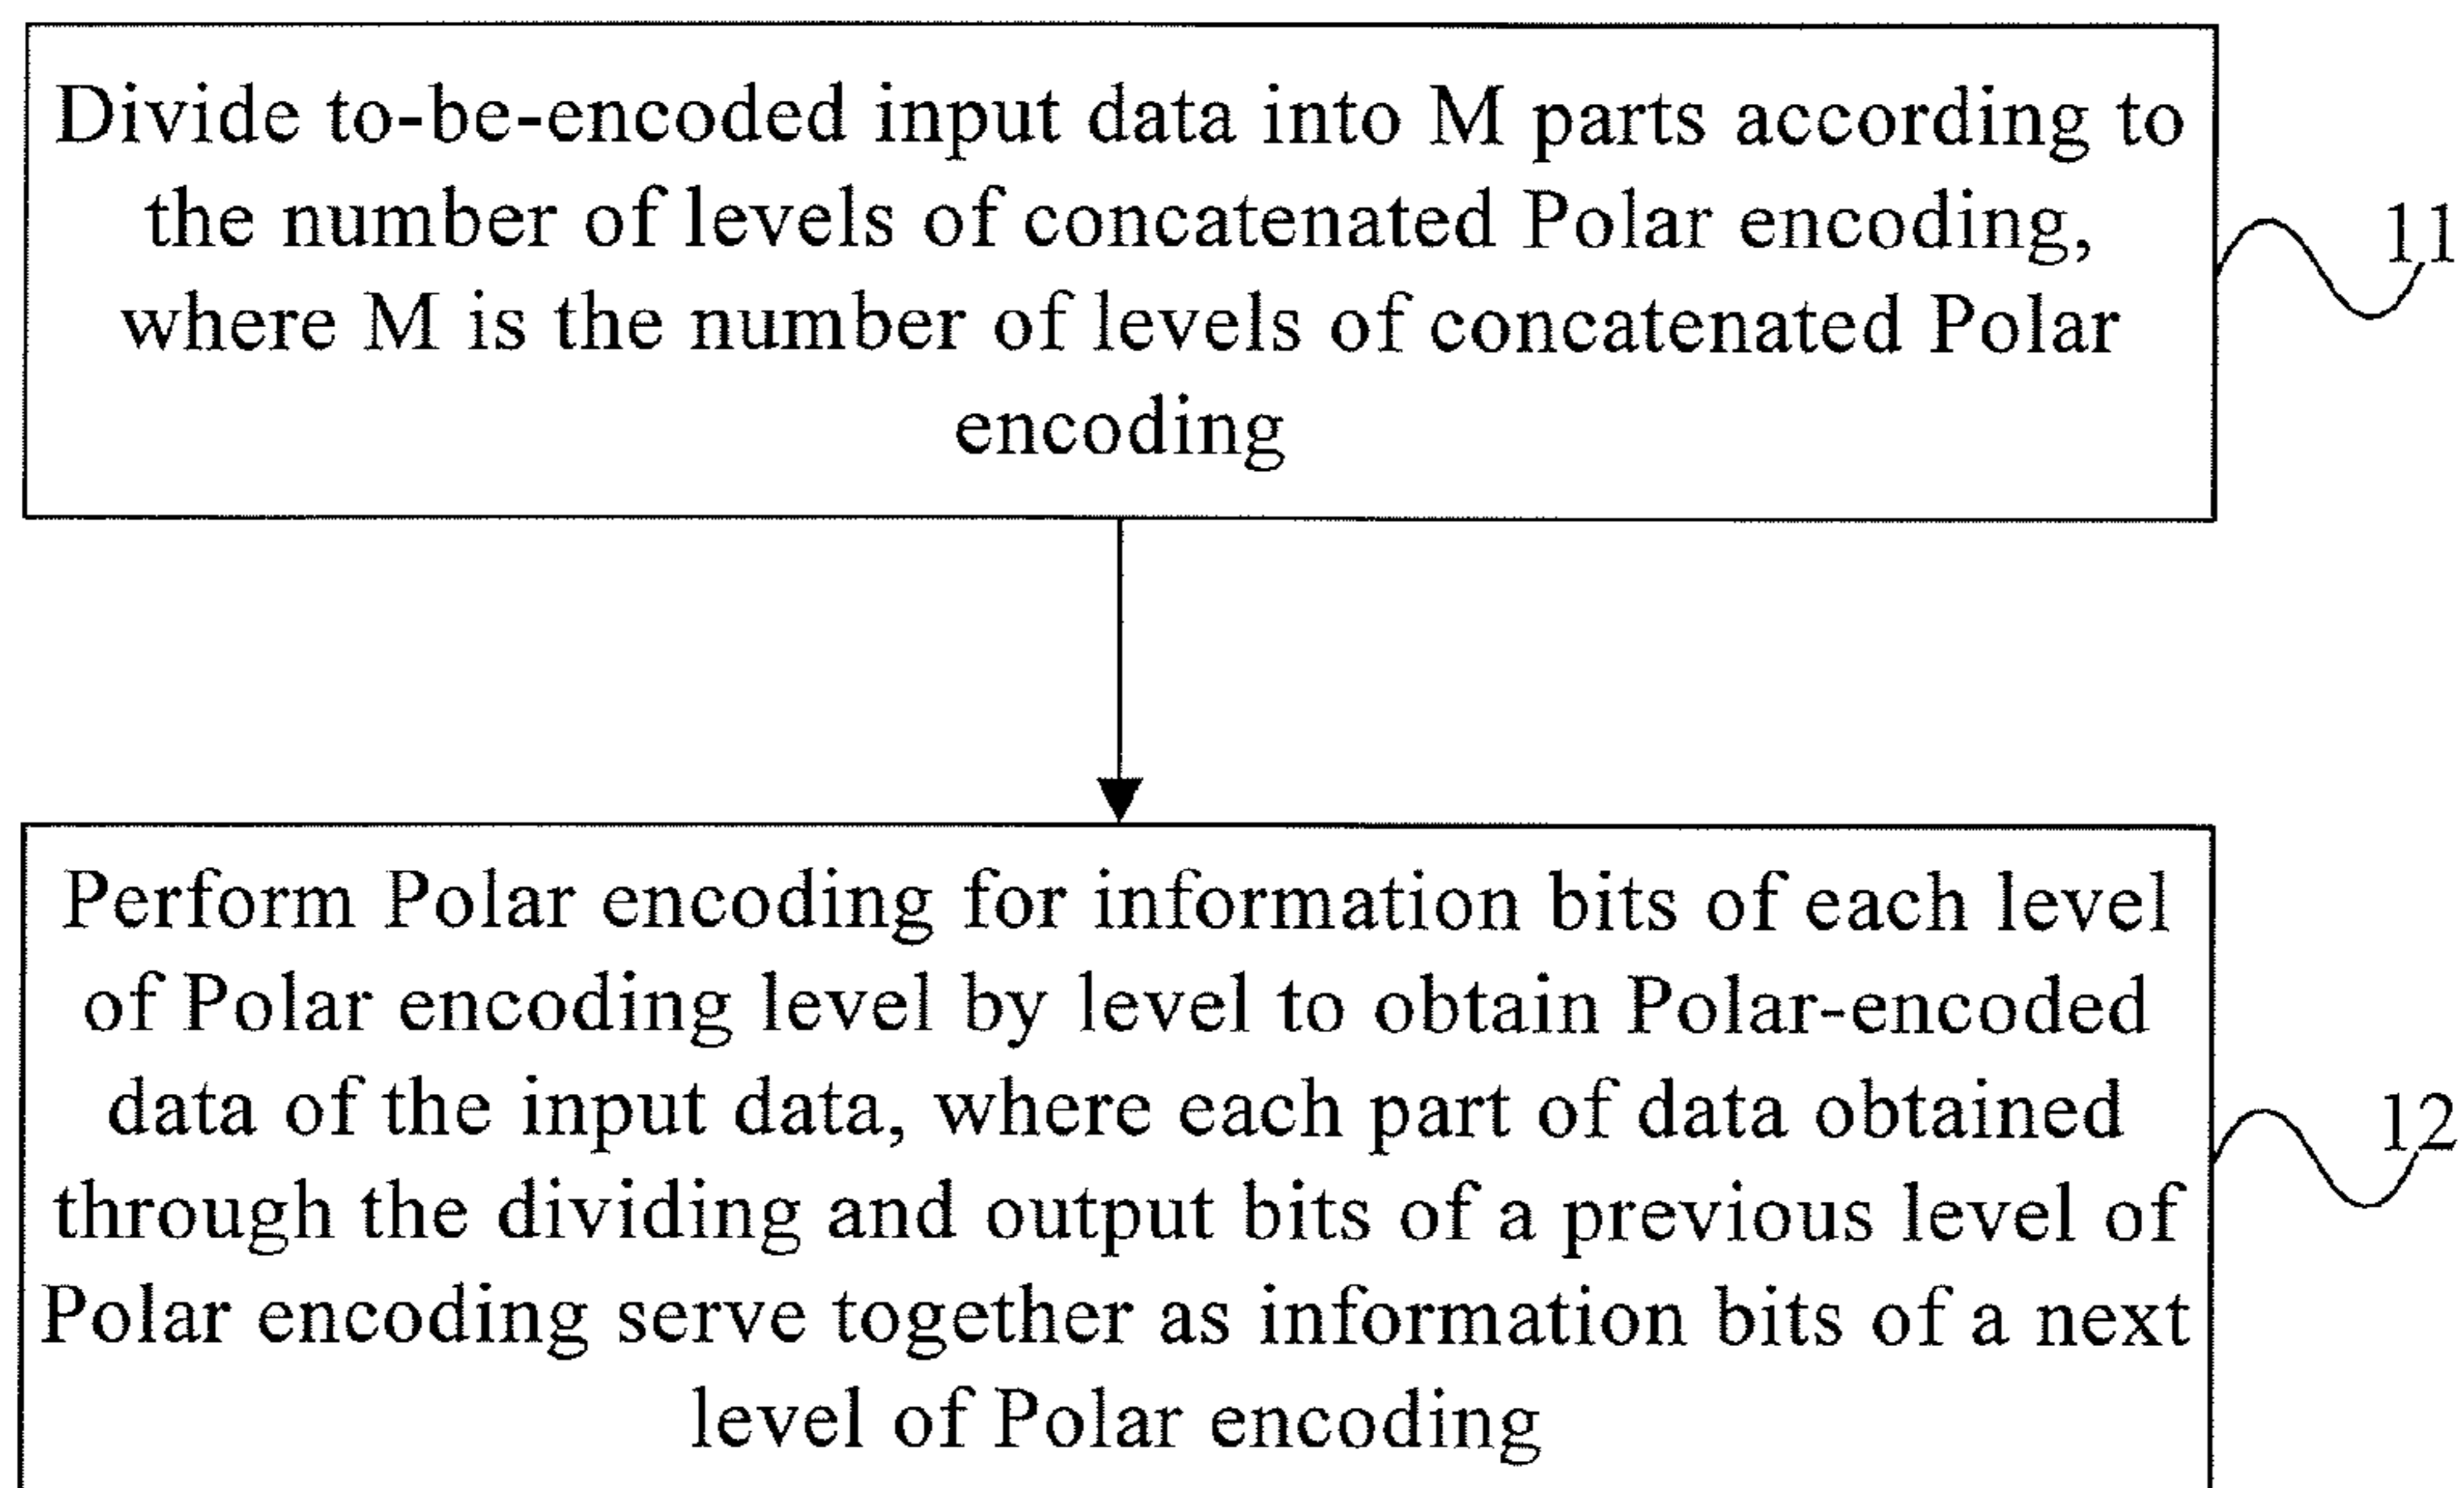 Divide to-be-encoded input data into M parts according to
the number of levels of concatenated Polar encoding,
where M is the number of levels of concatenated Polar
encoding
11
Perform Polar encoding for information bits of each level
of Polar encoding level by level to obtain Polar-encoded
data of the input data, where each part of data obtained
through the dividing and output bits of a previous level of
Polar encoding serve together as information bits of a next
level of Polar encoding
12